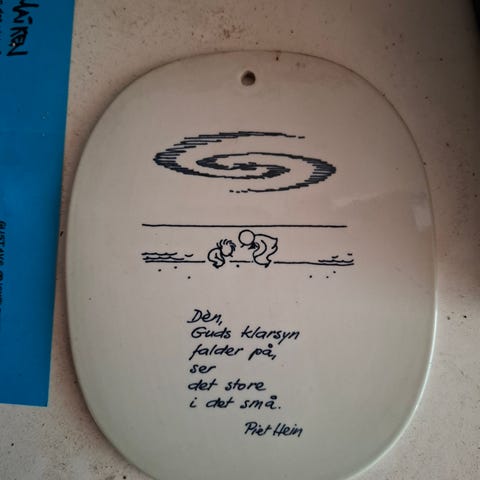 Dèn,
Guds klarsyn
falder på,
ser
det store
i det små.
Piet Hein